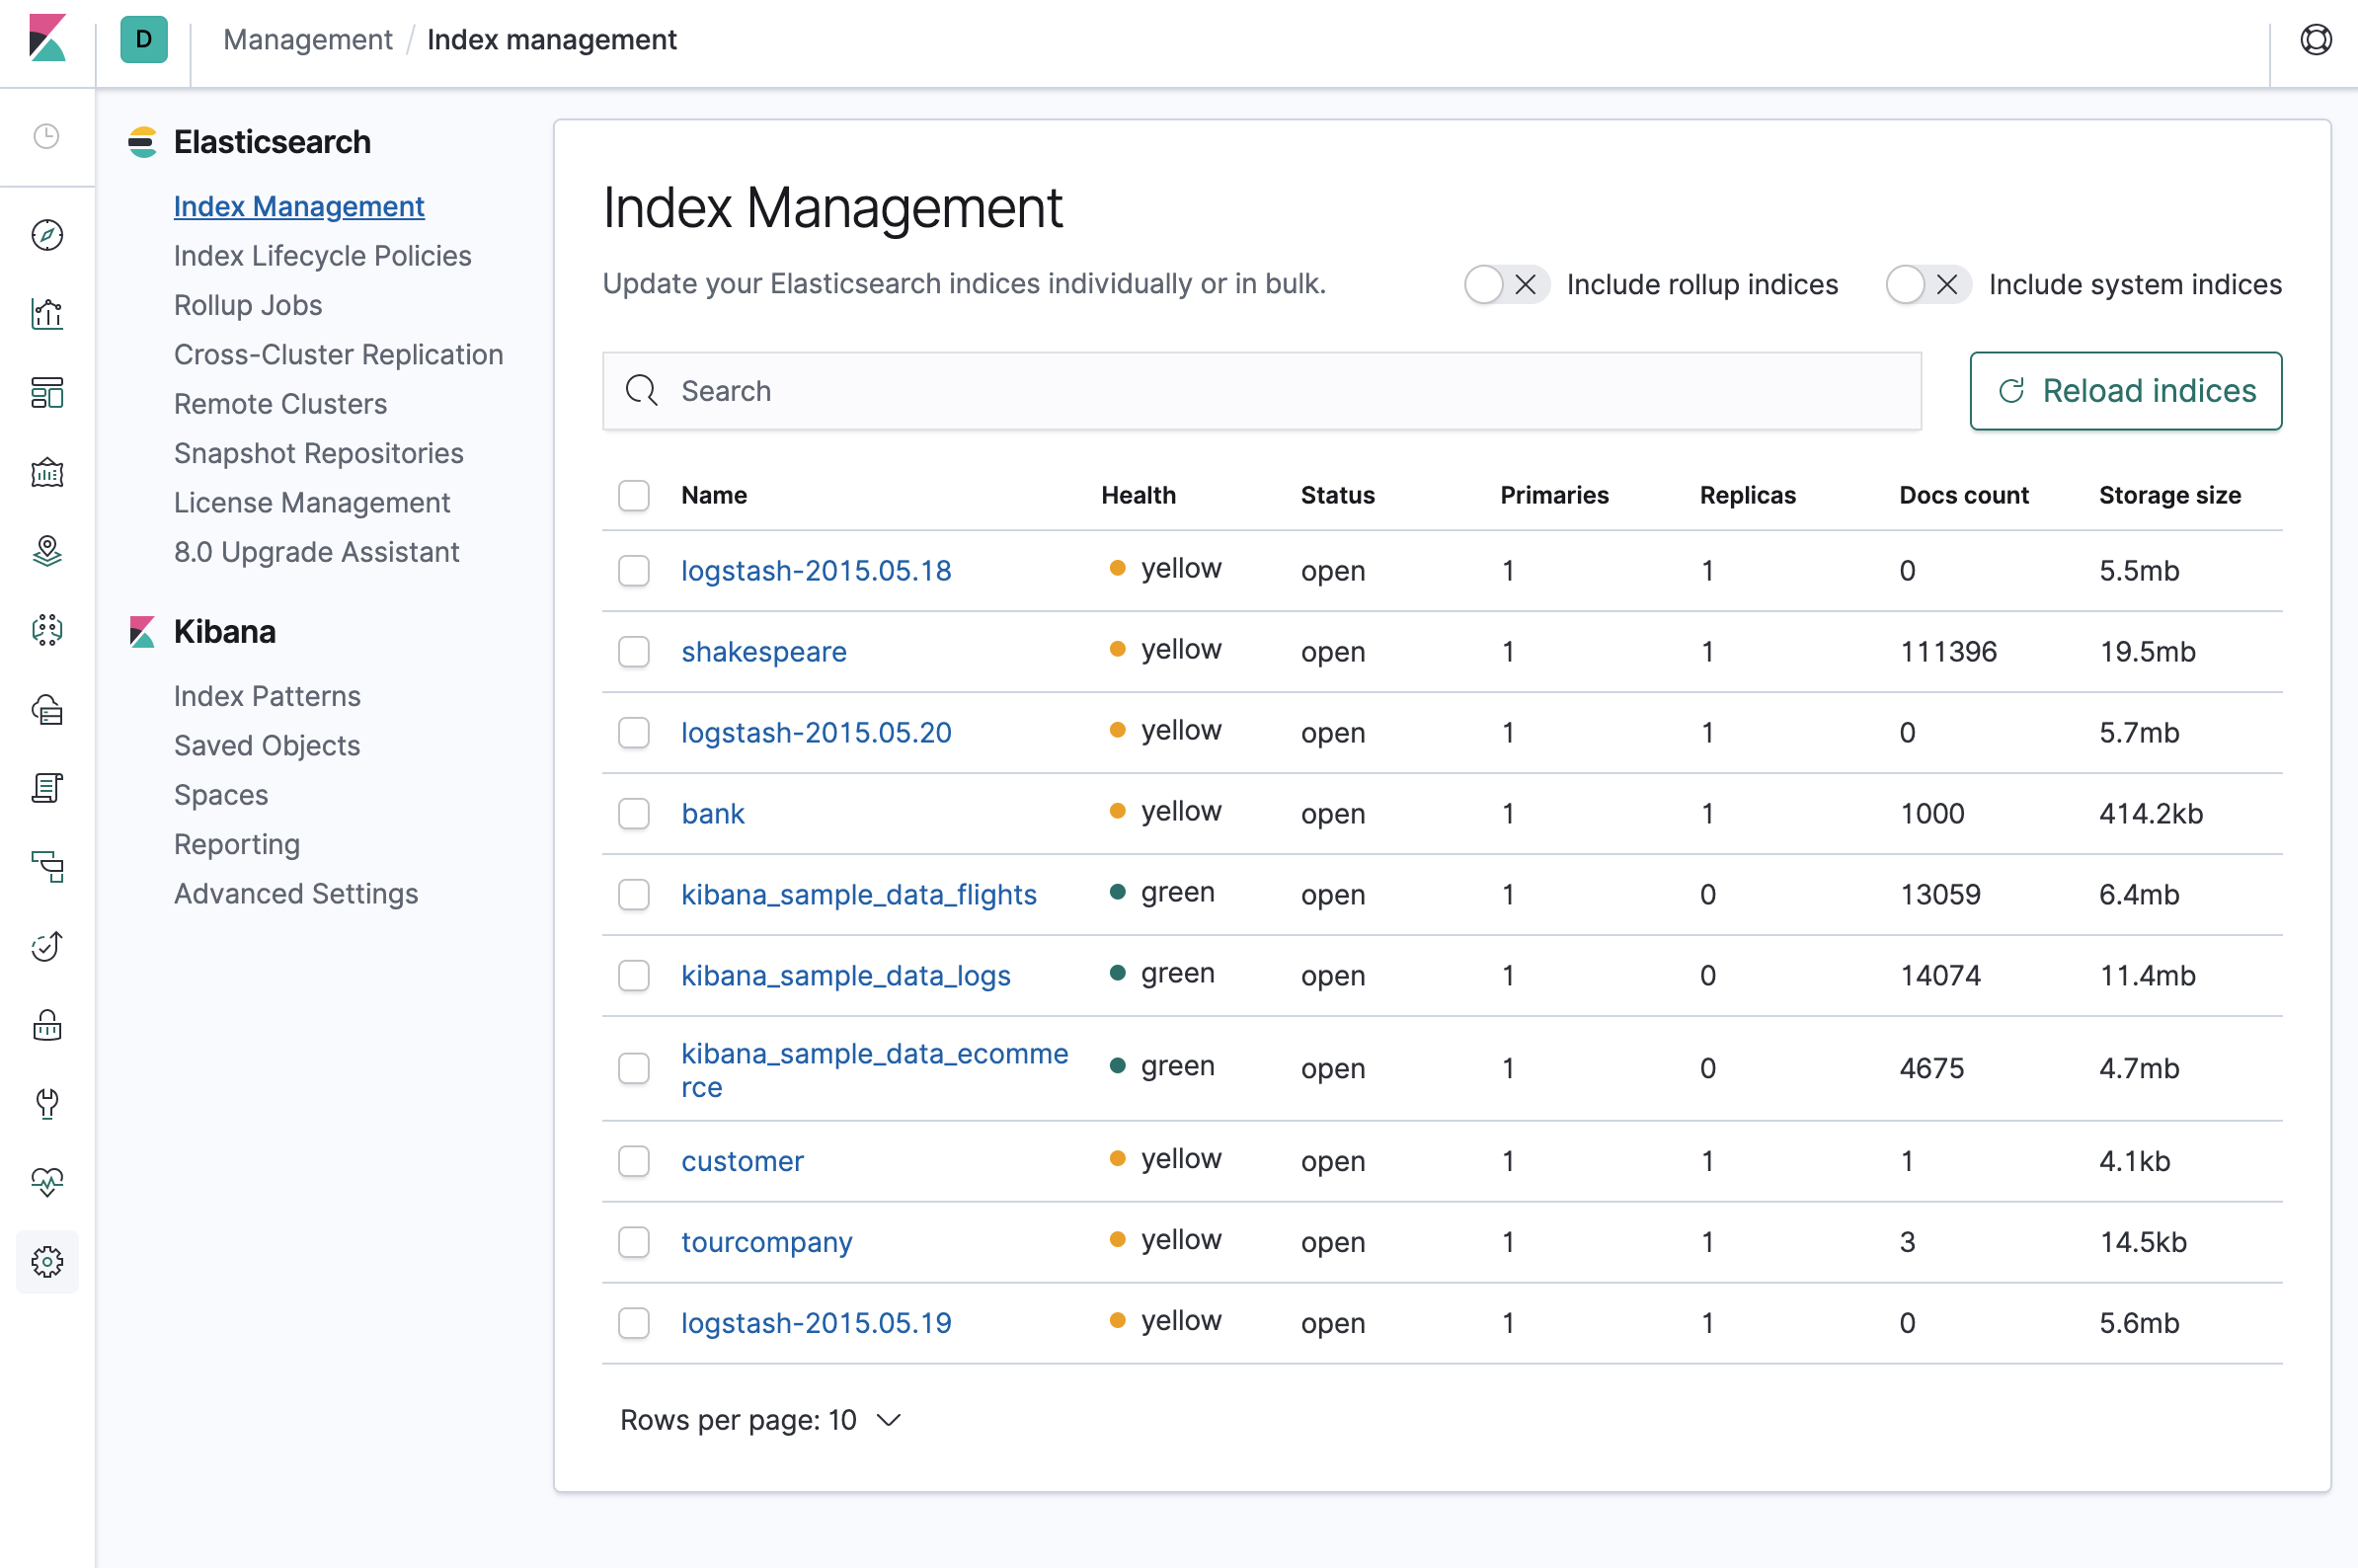 D
Management / Index management
Elasticsearch
Index Management
Index Lifecycle Policies
Rollup Jobs
Cross-Cluster Replication
Remote Clusters
Snapshot Repositories
License Management
8.0 Upgrade Assistant
Kibana
Index Patterns
Saved Objects
Spaces
Reporting
Advanced Settings
Index Management
Update your Elasticsearch indices individually or in bulk. Include rollup indices Include system indices
Search Reload indices
Name Health Status Primaries Replicas Docs count Storage size
logstash-2015.05.18 yellow open 1 1 0 5.5mb
shakespeare yellow open 1 1 111396 19.5mb
logstash-2015.05.20 yellow open 1 1 0 5.7mb
bank yellow open 1 1 1000 414.2kb
kibana_sample_data_flights green open 1 0 13059 6.4mb
kibana_sample_data_logs green open 1 0 14074 11.4mb
kibana_sample_data_ecomme
rce green open 1 0 4675 4.7mb
customer yellow open 1 1 1 4.1kb
tourcompany yellow open 1 1 3 14.5kb
logstash-2015.05.19 yellow open 1 1 0 5.6mb
Rows per page: 10